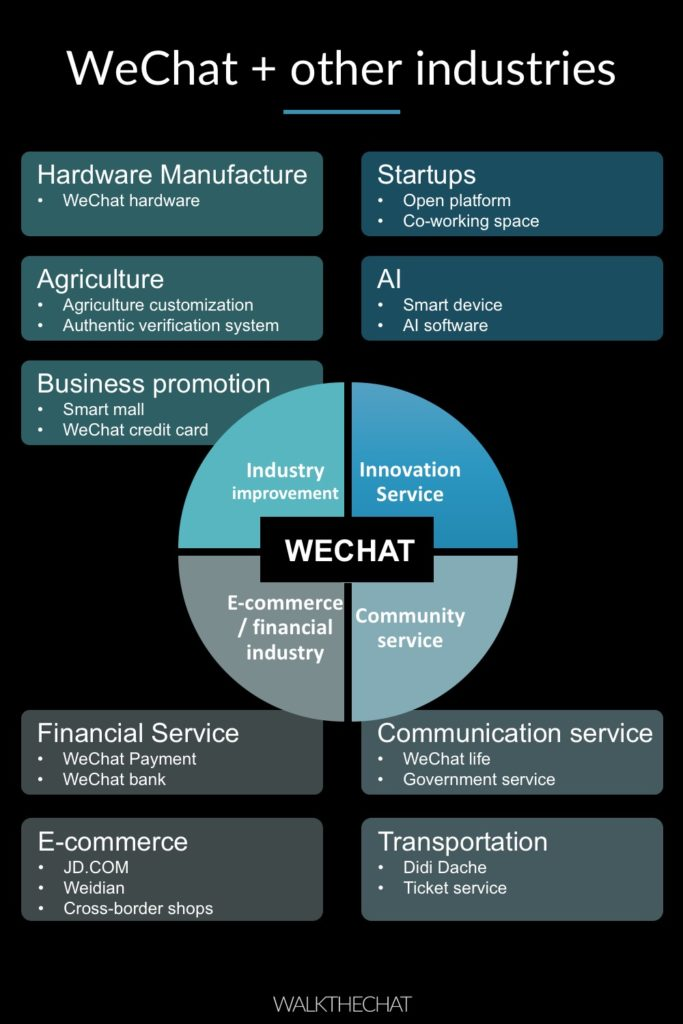 WeChat + other industries
Hardware Manufacture
• WeChat hardware
Startups
• Open platform
• Co-working space
Agriculture
• Agriculture customization
• Authentic verification system
AI
• Smart device
• AI software
Business promotion
• Smart mall
• WeChat credit card
Industry
improvement
Innovation
Service
WECHAT
E-commerce
/ financial
industry
Community
service
Financial Service
• WeChat Payment
• WeChat bank
Communication service
• WeChat life
• Government service
E-commerce
• JD.COM
• Weidian
• Cross-border shops
Transportation
• Didi Dache
• Ticket service
WALKTHECHAT